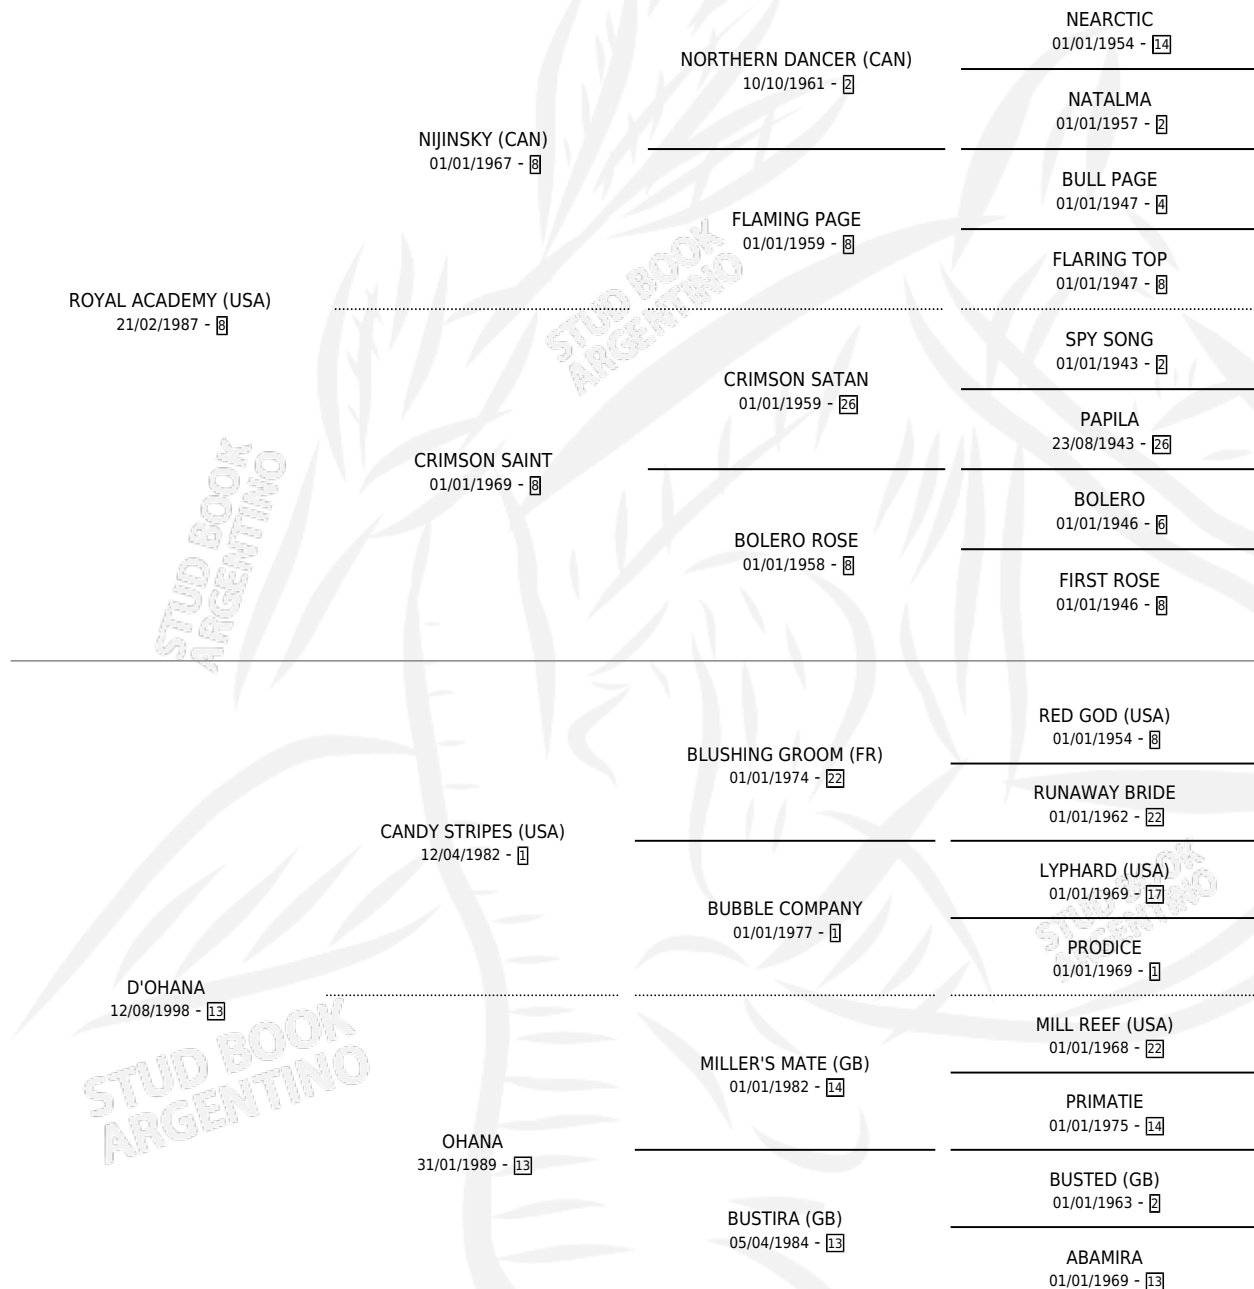 NEARCTIC
01/01/1954 - 14
NORTHERN DANCER (CAN)
10/10/1961 - 2
NATALMA
01/01/1957 - 2
NIJINSKY (CAN)
01/01/1967 - 8
BULL PAGE
01/01/1947 - 4
FLAMING PAGE
01/01/1959 - 8
FLARING TOP
01/01/1947 - 8
ROYAL ACADEMY (USA)
21/02/1987 - 8
SPY SONG
01/01/1943 - 2
CRIMSON SATAN
01/01/1959 - 26
PAPILA
23/08/1943 - 26
CRIMSON SAINT
01/01/1969 - 8
BOLERO
01/01/1946 - 6
BOLERO ROSE
01/01/1958 - 8
FIRST ROSE
01/01/1946 - 8
RED GOD (USA)
01/01/1954 - 8
BLUSHING GROOM (FR)
01/01/1974 - 22
RUNAWAY BRIDE
01/01/1962 - 22
CANDY STRIPES (USA)
12/04/1982 - 1
LYPHARD (USA)
01/01/1969 - 17
BUBBLE COMPANY
01/01/1977 - 1
PRODICE
01/01/1969 - 1
D'OHANA
12/08/1998 - 13
MILL REEF (USA)
01/01/1968 - 22
MILLER'S MATE (GB)
01/01/1982 - 14
PRIMATIE
01/01/1975 - 14
OHANA
31/01/1989 - 13
BUSTED (GB)
01/01/1963 - 2
BUSTIRA (GB)
05/04/1984 - 13
ABAMIRA
01/01/1969 - 13
STUD BOOK
ARGENTINO
STUD BOOK
ARGENTINO
STUD BOOK
ARGENTINO
STUD BOOK
ARGENTINO